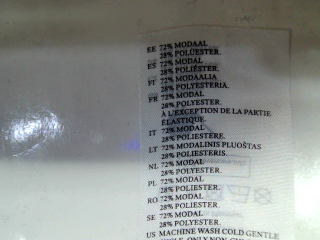 EE 72% MODAAL
28% POLÜESTER.
ES 72% MODAL
28% POLIÉSTER.
FI 72% MODAALIA
28% POLYESTERIA.
FR 72% MODAL
28% POLYESTER.
À L'EXCEPTION DE LA PARTIE
ÉLASTIQUE.
IT 72% MODAL
28% POLIESTERE.
LT 72% MODALINIS PLUOŠTAS
28% POLIESTERIS.
NL 72% MODAL
28% POLYESTER.
PL 72% MODAL
28% POLIESTER.
RO 72% MODAL
28% POLIESTER.
SE 72% MODAL
28% POLYESTER.
US MACHINE WASH COLD GENTLE
ONLY NON-CH